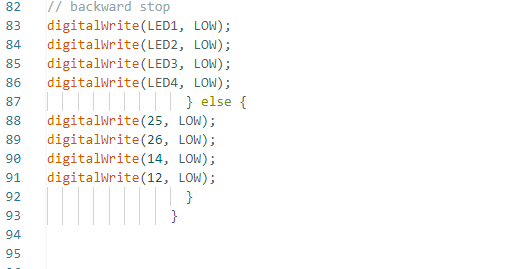 82 // backward stop
83 digitalWrite(LED1, LOW);
84 digitalWrite(LED2, LOW);
85 digitalWrite(LED3, LOW);
86 digitalWrite(LED4, LOW);
87 } else {
88 digitalWrite(25, LOW);
89 digitalWrite(26, LOW);
90 digitalWrite(14, LOW);
91 digitalWrite(12, LOW);
92 }
93 }
94
95